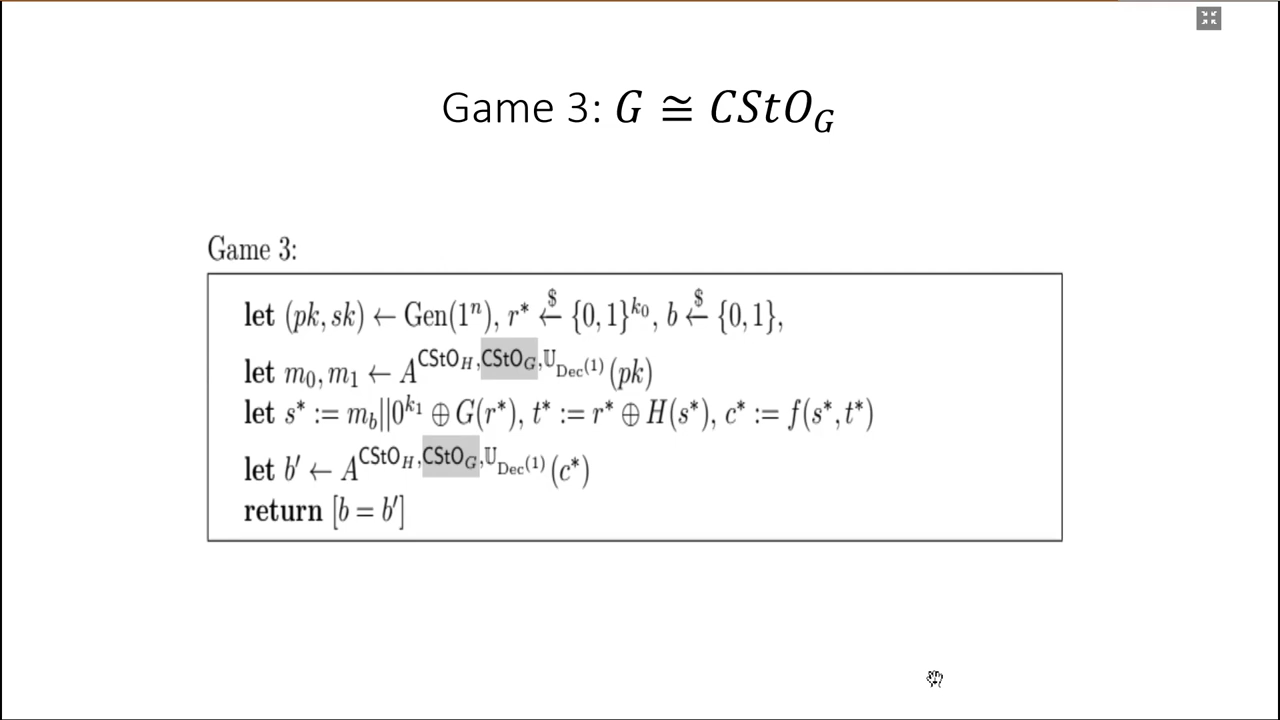 Game 3: G ≅ CStO_G
Game 3:
let (pk, sk) ← Gen(1^n), r* ←$ {0, 1}^{k_0}, b ←$ {0, 1},
let m_0, m_1 ← A^{CStO_H, CStO_G, U_{Dec^{(1)}}}(pk)
let s* := m_b||0^{k_1} ⊕ G(r*), t* := r* ⊕ H(s*), c* := f(s*, t*)
let b′ ← A^{CStO_H, CStO_G, U_{Dec^{(1)}}}(c*)
return [b = b′]